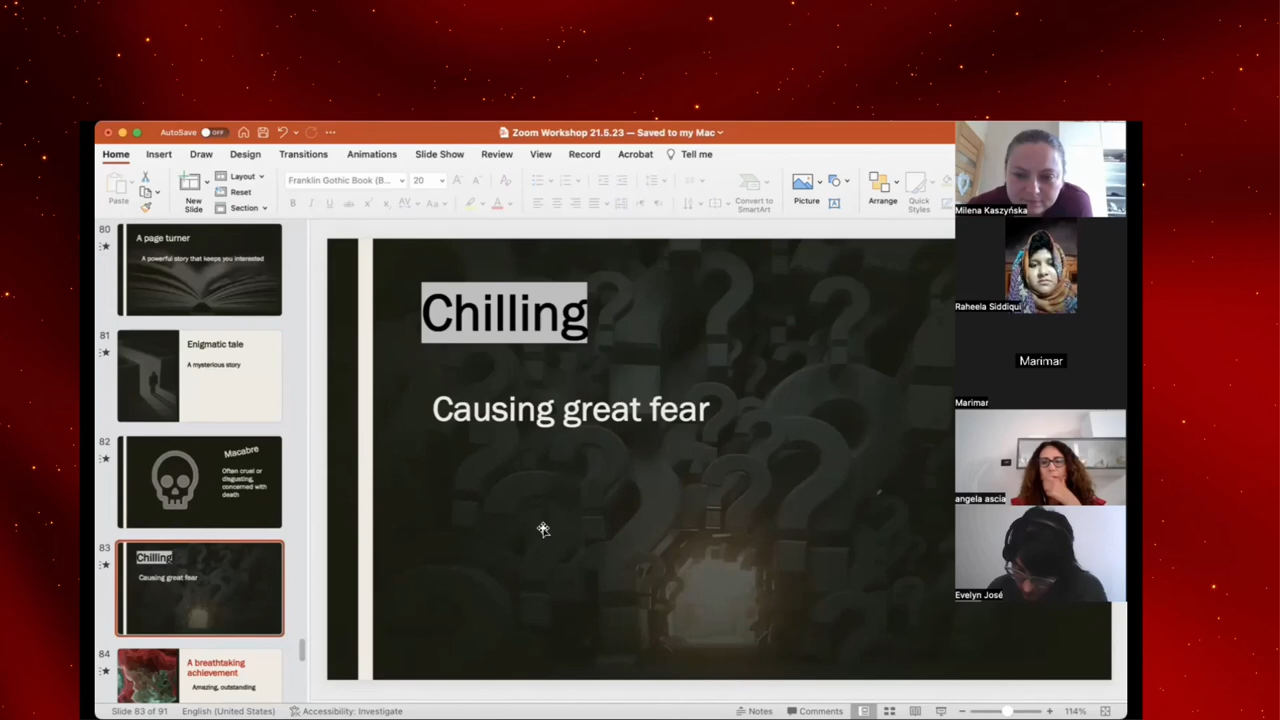 AutoSave OFF
Zoom Workshop 21.5.23 — Saved to my Mac
Home Insert Draw Design Transitions Animations Slide Show Review View Record Acrobat Tell me
Paste
New
Slide
Layout
Reset
Section
Franklin Gothic Book (B... 20
Convert to
SmartArt
Picture
Arrange
Quick
Styles
80
A page turner
A powerful story that keeps you interested
81
Enigmatic tale
A mysterious story
82
Macabre
Often cruel or
disgusting,
concerned with
death
83
Chilling
Causing great fear
84
A breathtaking
achievement
Amazing, outstanding
Chilling
Causing great fear
Milena Kaszyńska
Raheela Siddiqui
Marimar
Marimar
angela ascia
Evelyn José
Slide 83 of 91 English (United States) Accessibility: Investigate Notes Comments 114%